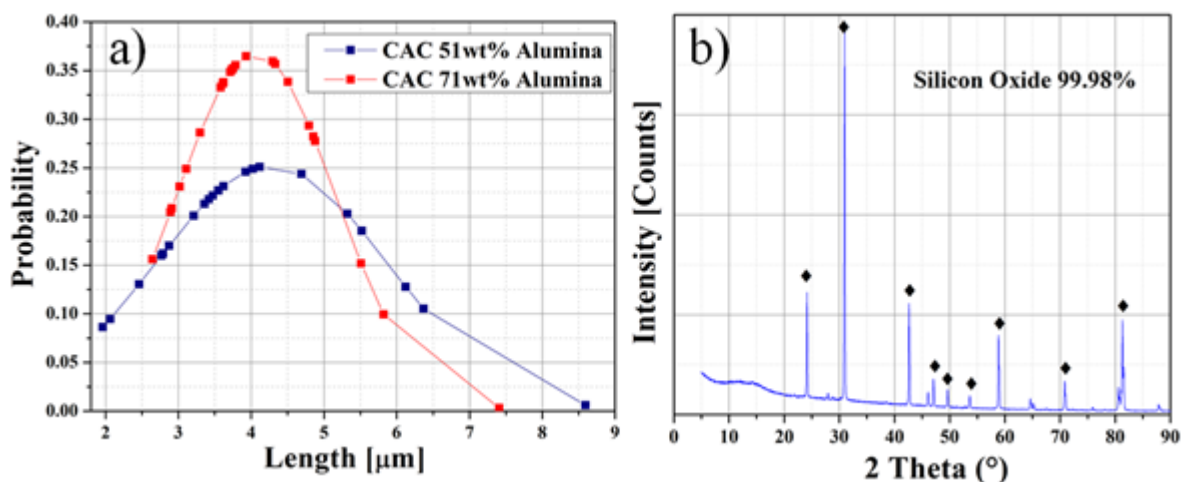 a)
CAC 51wt% Alumina
CAC 71wt% Alumina
Probability
0.40
0.35
0.30
0.25
0.20
0.15
0.10
0.05
0.00
2 3 4 5 6 7 8 9
Length [μm]
b)
Silicon Oxide 99.98%
Intensity [Counts]
0 10 20 30 40 50 60 70 80 90
2 Theta (°)